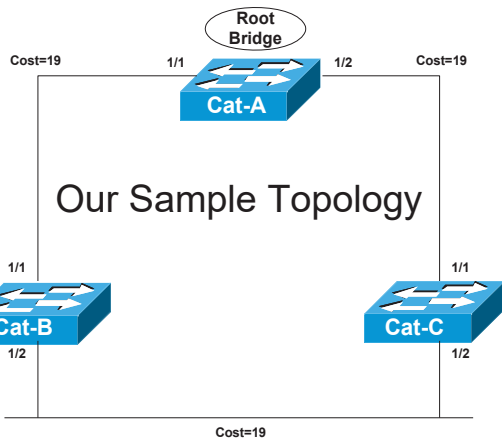 Root
Bridge
Cost=19
1/1
1/2
Cost=19
Cat-A
Our Sample Topology
1/1
1/1
Cat-B
Cat-C
1/2
1/2
Cost=19